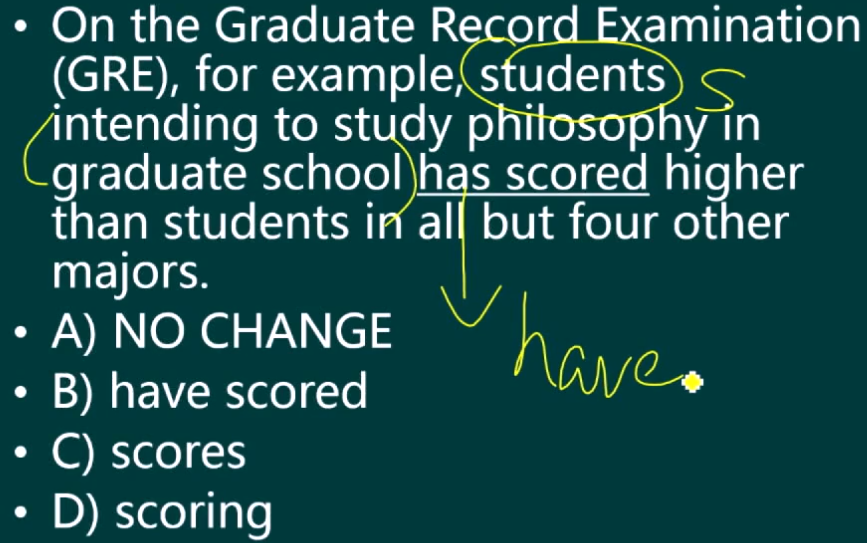 • On the Graduate Record Examination
(GRE), for example, students s
intending to study philosophy in
graduate school has scored higher
than students in all but four other
majors.
• A) NO CHANGE
have
• B) have scored
• C) scores
• D) scoring